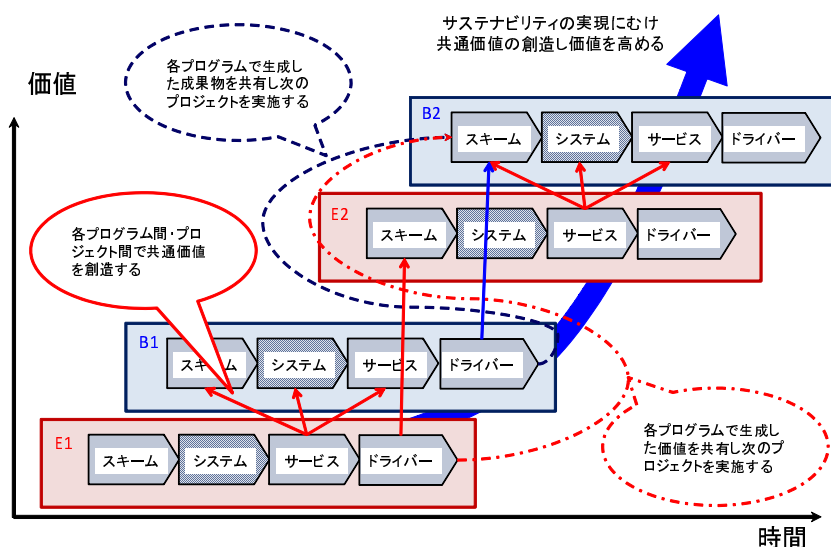 サステナビリティの実現にむけ
共通価値の創造し価値を高める
価値
各プログラムで生成し
た成果物を共有し次の
プロジェクトを実施する
B2
スキーム
システム
サービス
ドライバー
E2
スキーム
システム
サービス
ドライバー
各プログラム間・プロ
ジェクト間で共通価値
を創造する
B1
スキーム
システム
サービス
ドライバー
E1
スキーム
システム
サービス
ドライバー
各プログラムで生成し
た価値を共有し次のプ
ロジェクトを実施する
時間